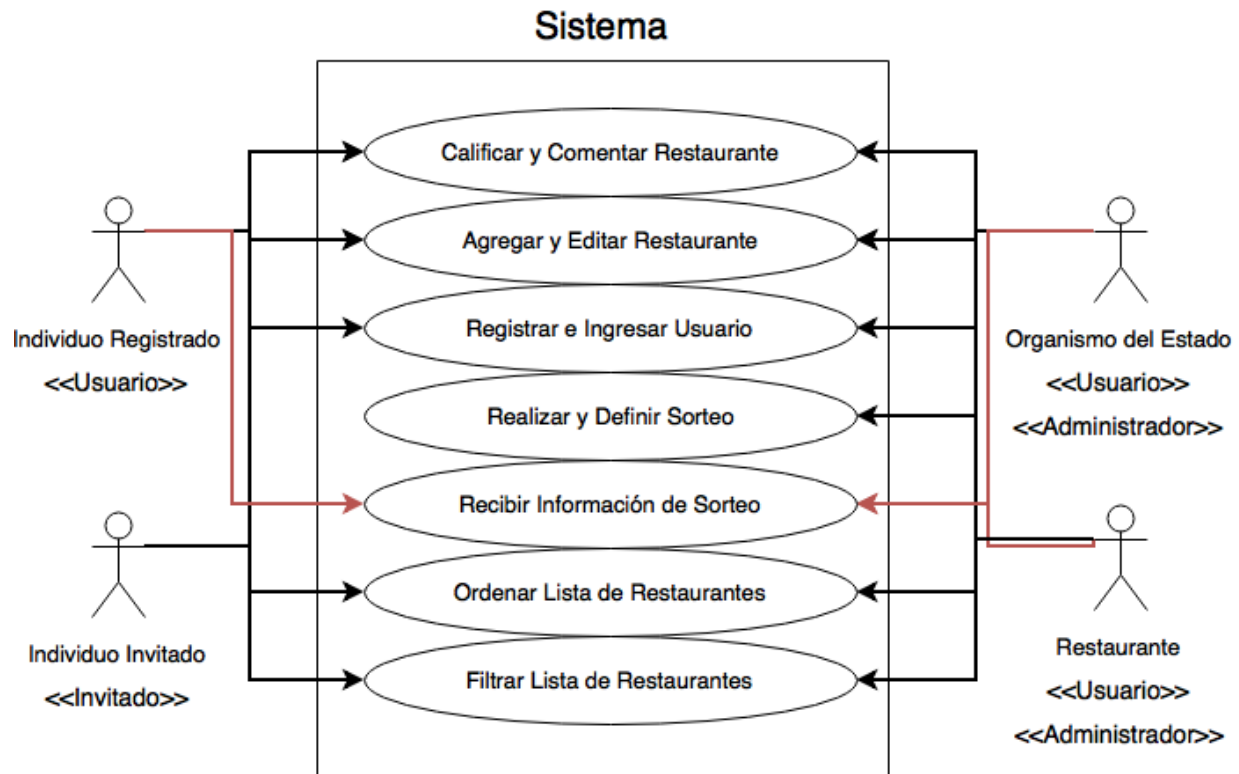 Sistema
Calificar y Comentar Restaurante
Agregar y Editar Restaurante
Registrar e Ingresar Usuario
Realizar y Definir Sorteo
Recibir Información de Sorteo
Ordenar Lista de Restaurantes
Filtrar Lista de Restaurantes
Individuo Registrado
<<Usuario>>
Individuo Invitado
<<Invitado>>
Organismo del Estado
<<Usuario>>
<<Administrador>>
Restaurante
<<Usuario>>
<<Administrador>>